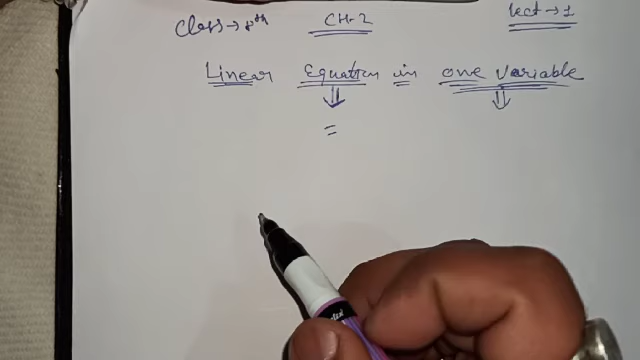 Class → 8th CH-2 Lect → 1
Linear Equation in one variable
=